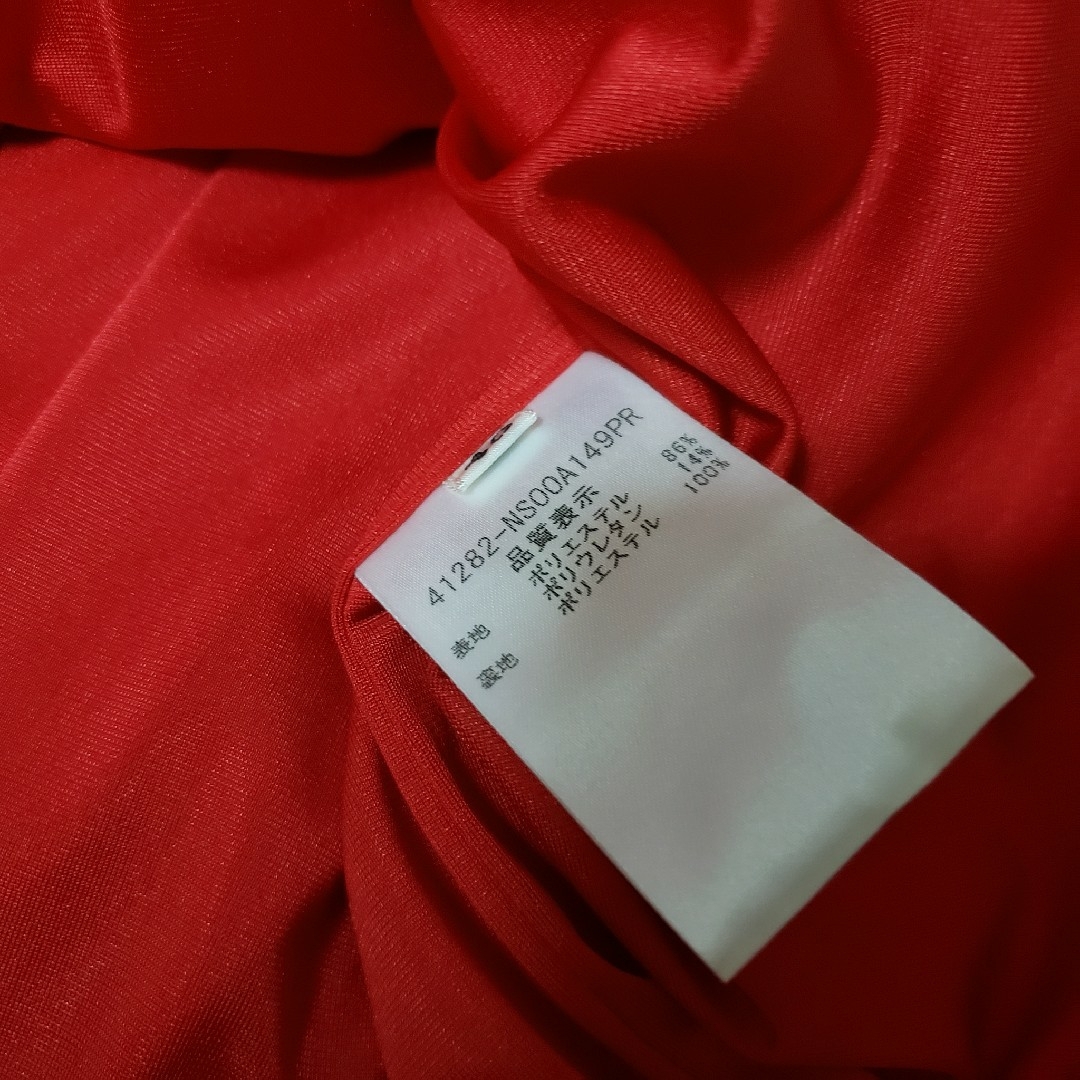 41282-NS00A149PR
品質表示
表地 ポリエステル 86%
ポリウレタン 14%
裏地 ポリエステル 100%